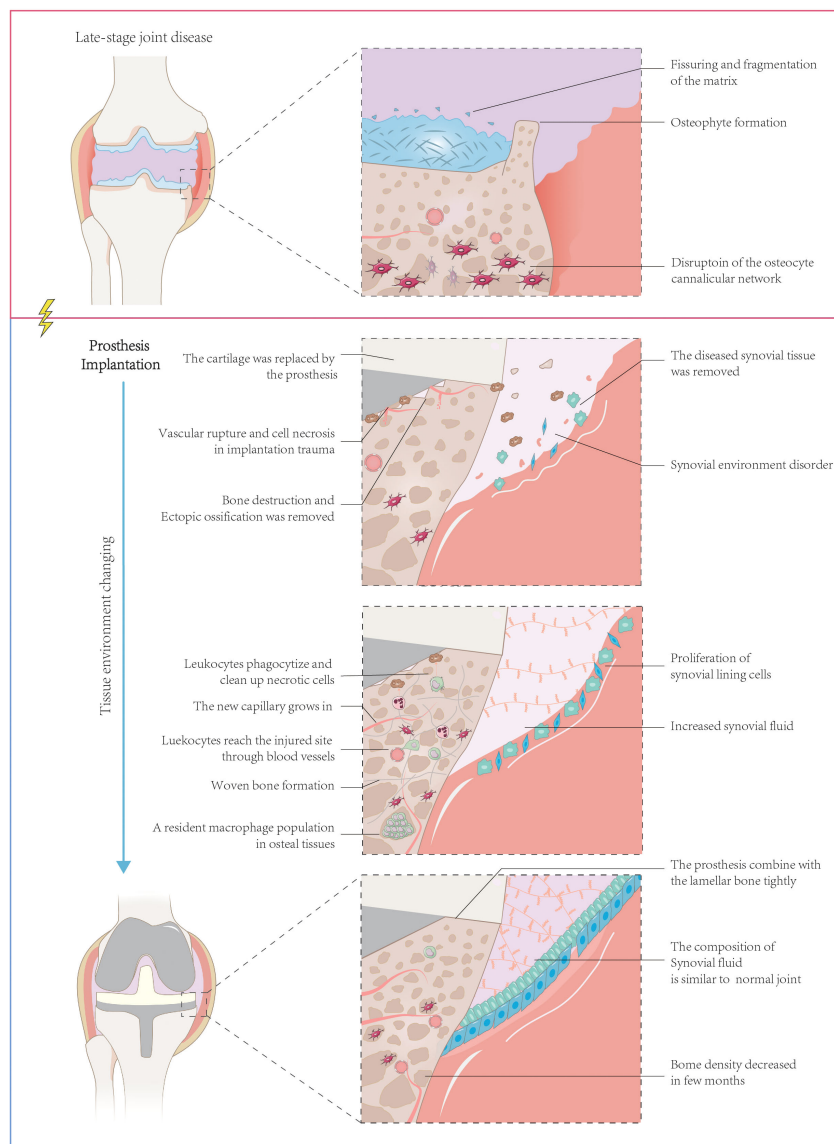 Late-stage joint disease
Fissuring and fragmentation
of the matrix
Osteophyte formation
Disruptoin of the osteocyte
cannalicular network
Prosthesis
Implantation
Tissue environment changing
The cartilage was replaced by
the prosthesis
Vascular rupture and cell necrosis
in implantation trauma
Bone destruction and
Ectopic ossification was removed
The diseased synovial tissue
was removed
Synovial environment disorder
Leukocytes phagocytize and
clean up necrotic cells
The new capillary grows in
Luekocytes reach the injured site
through blood vessels
Woven bone formation
A resident macrophage population
in osteal tissues
Proliferation of
synovial lining cells
Increased synovial fluid
The prosthesis combine with
the lamellar bone tightly
The composition of
Synovial fluid
is similar to normal joint
Bome density decreased
in few months